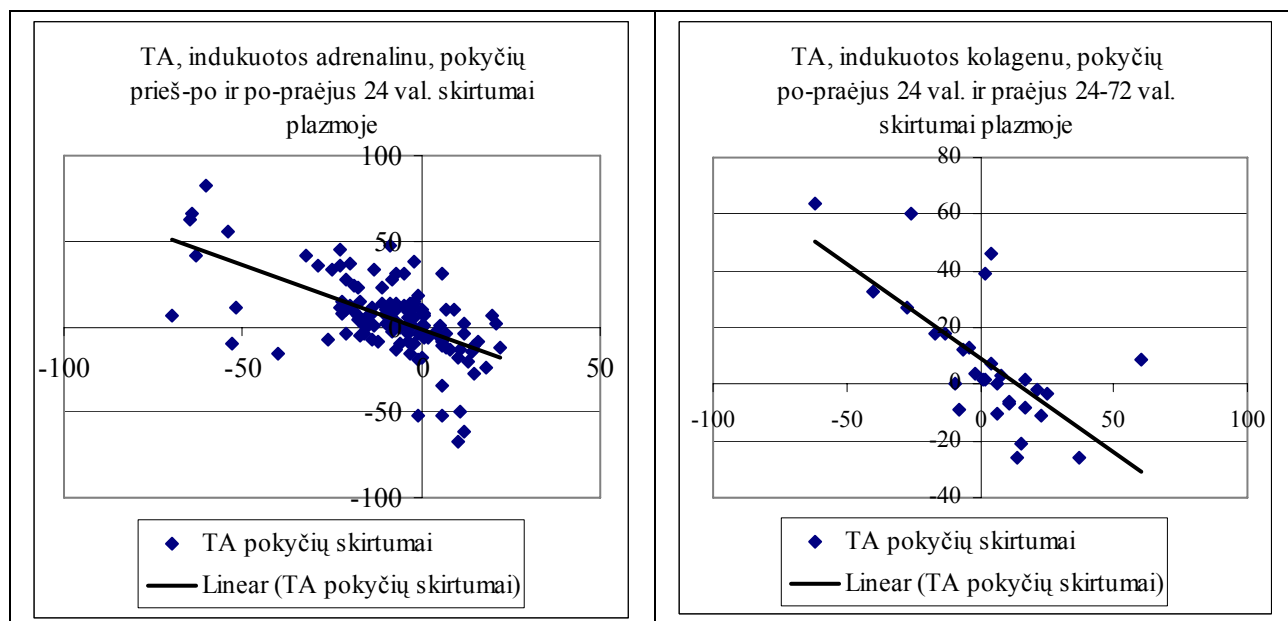 TA, indukuotos adrenalinu, pokyčių
prieš-po ir po-praėjus 24 val. skirtumai
plazmoje
100
50
0
-50
-100
-100
-50
0
50
TA pokyčių skirtumai
Linear (TA pokyčių skirtumai)
TA, indukuotos kolagenu, pokyčių
po-praėjus 24 val. ir praėjus 24-72 val.
skirtumai plazmoje
80
60
40
20
0
-20
-40
-100
-50
0
50
100
TA pokyčių skirtumai
Linear (TA pokyčių skirtumai)